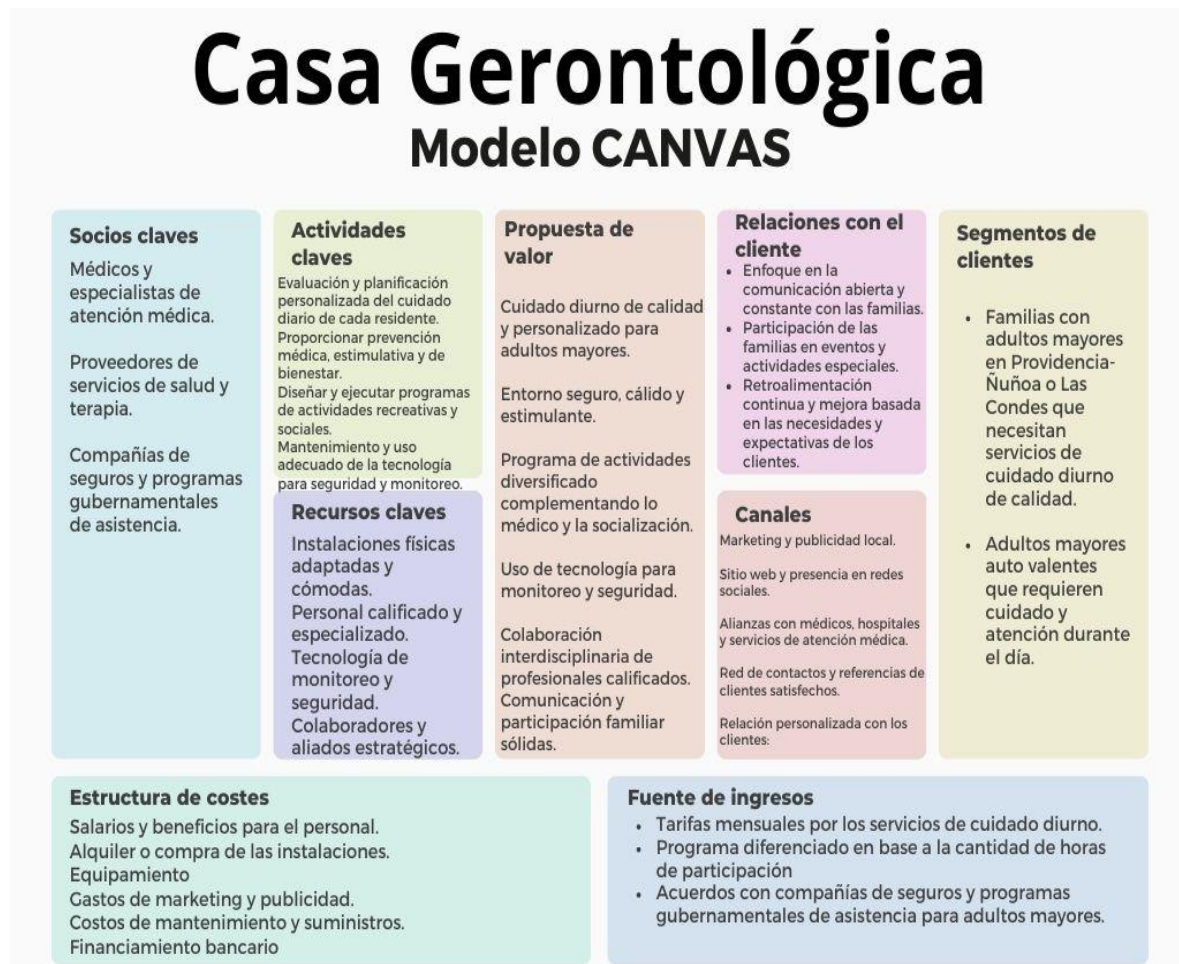 Casa Gerontológica
Modelo CANVAS
Socios claves
Médicos y
especialistas de
atención médica.
Proveedores de
servicios de salud y
terapia.
Compañías de
seguros y programas
gubernamentales
de asistencia.
Actividades
claves
Evaluación y planificación
personalizada del cuidado
diario de cada residente.
Proporcionar prevención
médica, estimulativa y de
bienestar.
Diseñar y ejecutar programas
de actividades recreativas y
sociales.
Mantenimiento y uso
adecuado de la tecnología
para seguridad y monitoreo.
Recursos claves
Instalaciones físicas
adaptadas y
cómodas.
Personal calificado y
especializado.
Tecnología de
monitoreo y
seguridad.
Colaboradores y
aliados estratégicos.
Propuesta de
valor
Cuidado diurno de calidad
y personalizado para
adultos mayores.
Entorno seguro, cálido y
estimulante.
Programa de actividades
diversificado
complementando lo
médico y la socialización.
Uso de tecnología para
monitoreo y seguridad.
Colaboración
interdisciplinaria de
profesionales calificados.
Comunicación y
participación familiar
sólidas.
Relaciones con el
cliente
• Enfoque en la
comunicación abierta y
constante con las familias.
• Participación de las
familias en eventos y
actividades especiales.
• Retroalimentación
continua y mejora basada
en las necesidades y
expectativas de los
clientes.
Canales
Marketing y publicidad local.
Sitio web y presencia en redes
sociales.
Alianzas con médicos, hospitales
y servicios de atención médica.
Red de contactos y referencias de
clientes satisfechos.
Relación personalizada con los
clientes:
Segmentos de
clientes
• Familias con
adultos mayores
en Providencia-
Ñuñoa o Las
Condes que
necesitan
servicios de
cuidado diurno
de calidad.
• Adultos mayores
auto valentes
que requieren
cuidado y
atención durante
el día.
Estructura de costes
Salarios y beneficios para el personal.
Alquiler o compra de las instalaciones.
Equipamiento
Gastos de marketing y publicidad.
Costos de mantenimiento y suministros.
Financiamiento bancario
Fuente de ingresos
• Tarifas mensuales por los servicios de cuidado diurno.
• Programa diferenciado en base a la cantidad de horas
de participación
• Acuerdos con compañías de seguros y programas
gubernamentales de asistencia para adultos mayores.